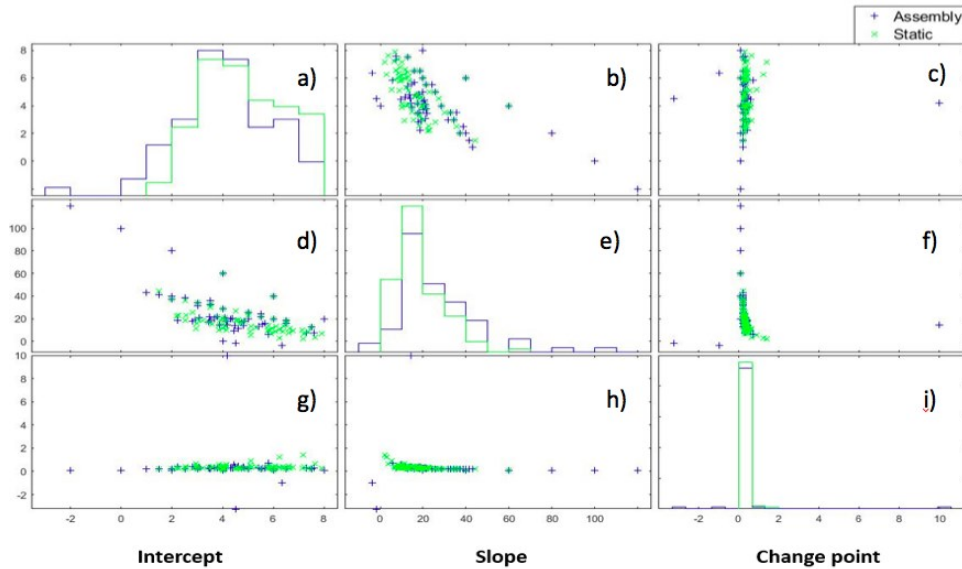 Assembly
Static
a) b) c)
8
6
4
2
0
d) e) f)
100
80
60
40
20
0
g) h) i)
10
8
6
4
2
0
-2
-2 0 2 4 6 8
0 20 40 60 80 100
-2 0 2 4 6 8 10
Intercept Slope Change point